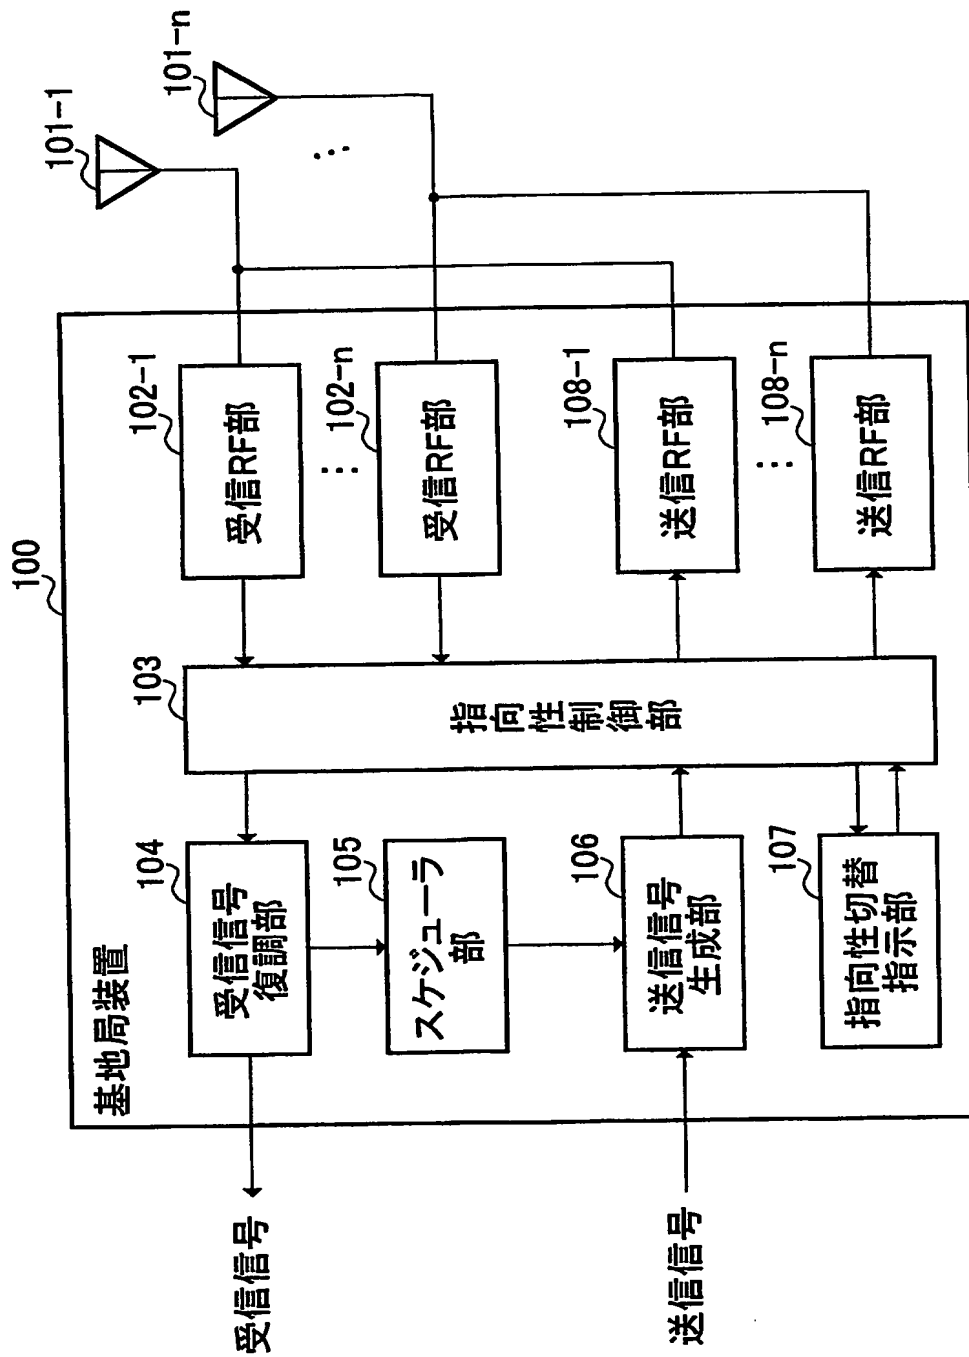 100
基地局装置
101-1
101-n
…
受信信号
104
受信信号
復調部
105
スケジューラ
部
送信信号
106
送信信号
生成部
107
指向性切替
指示部
103
指向性制御部
102-1
受信RF部
…
102-n
受信RF部
108-1
送信RF部
…
108-n
送信RF部